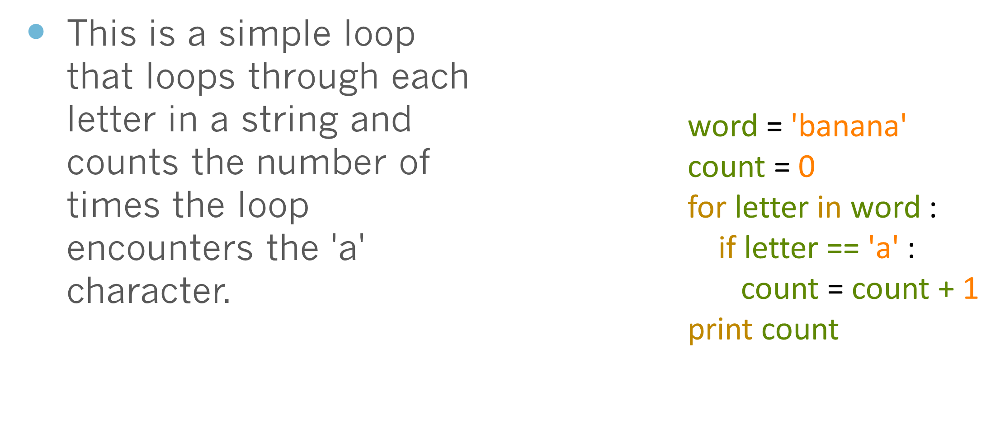 • This is a simple loop
that loops through each
letter in a string and
counts the number of
times the loop
encounters the 'a'
character.
word = 'banana'
count = 0
for letter in word :
    if letter == 'a' :
        count = count + 1
print count